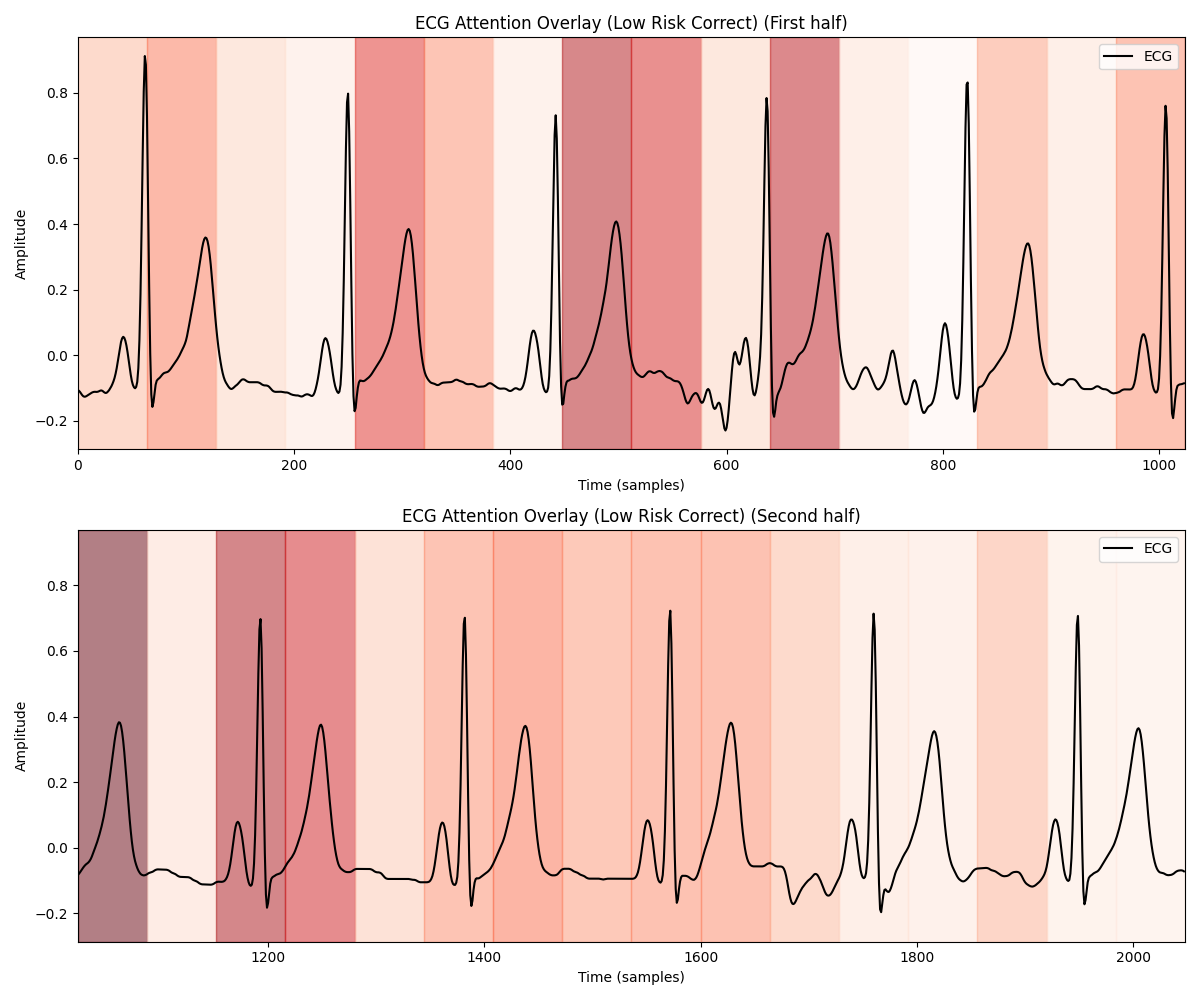 ECG Attention Overlay (Low Risk Correct) (First half)
ECG
Amplitude
0.8
0.6
0.4
0.2
0.0
−0.2
0 200 400 600 800 1000
Time (samples)
ECG Attention Overlay (Low Risk Correct) (Second half)
ECG
Amplitude
0.8
0.6
0.4
0.2
0.0
−0.2
1200 1400 1600 1800 2000
Time (samples)